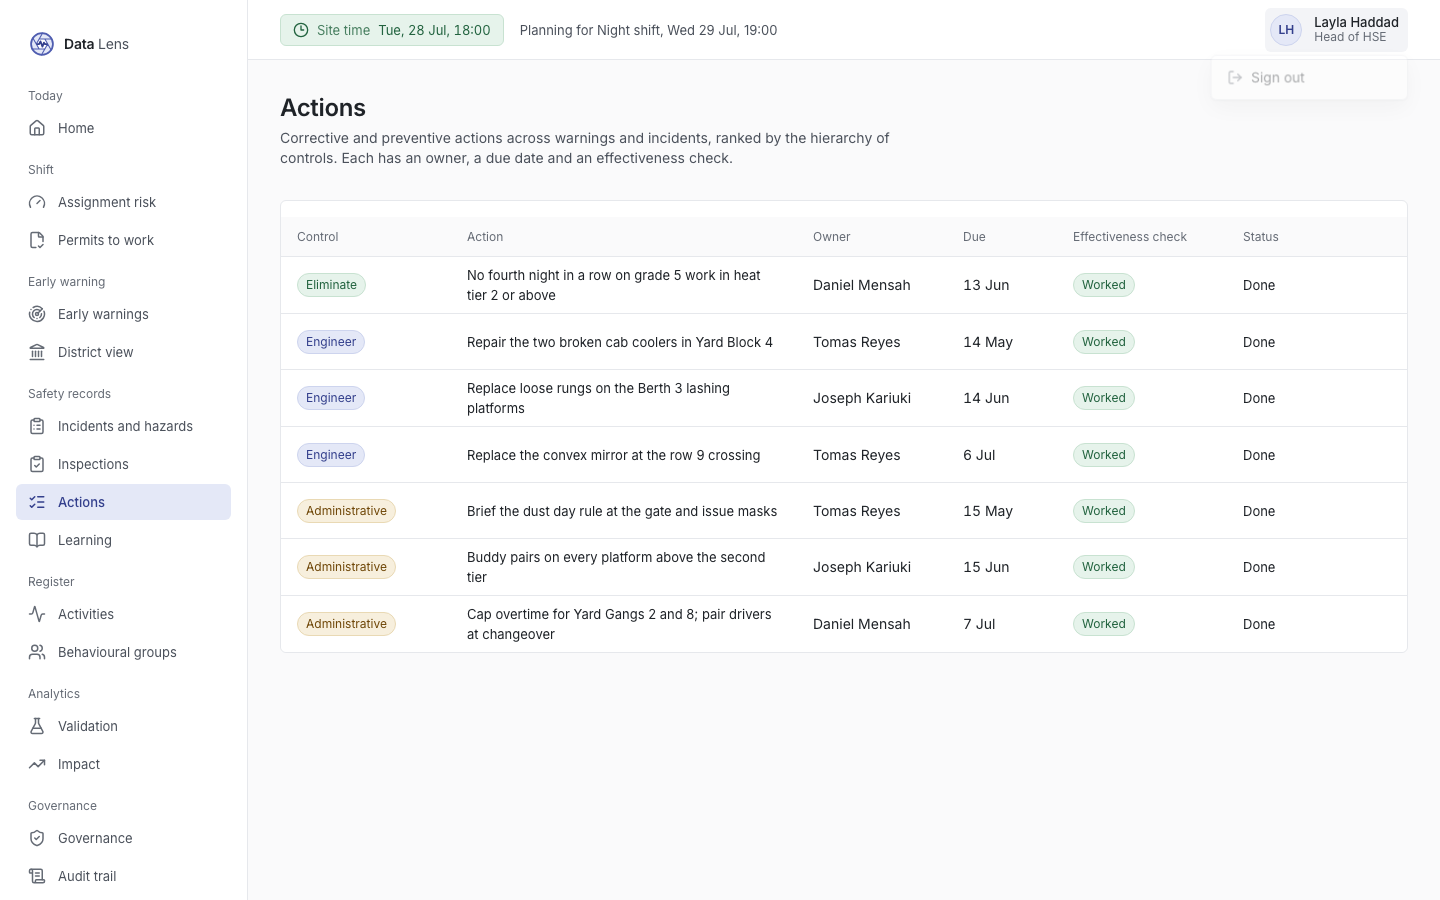 Data Lens
Today
Home
Shift
Assignment risk
Permits to work
Early warning
Early warnings
District view
Safety records
Incidents and hazards
Inspections
Actions
Learning
Register
Activities
Behavioural groups
Analytics
Validation
Impact
Governance
Governance
Audit trail
Site time Tue, 28 Jul, 18:00
Planning for Night shift, Wed 29 Jul, 19:00
LH
Layla Haddad
Head of HSE
Sign out
Actions
Corrective and preventive actions across warnings and incidents, ranked by the hierarchy of
controls. Each has an owner, a due date and an effectiveness check.
Control Action Owner Due Effectiveness check Status
Eliminate No fourth night in a row on grade 5 work in heat
tier 2 or above Daniel Mensah 13 Jun Worked Done
Engineer Repair the two broken cab coolers in Yard Block 4 Tomas Reyes 14 May Worked Done
Engineer Replace loose rungs on the Berth 3 lashing
platforms Joseph Kariuki 14 Jun Worked Done
Engineer Replace the convex mirror at the row 9 crossing Tomas Reyes 6 Jul Worked Done
Administrative Brief the dust day rule at the gate and issue masks Tomas Reyes 15 May Worked Done
Administrative Buddy pairs on every platform above the second
tier Joseph Kariuki 15 Jun Worked Done
Administrative Cap overtime for Yard Gangs 2 and 8; pair drivers
at changeover Daniel Mensah 7 Jul Worked Done